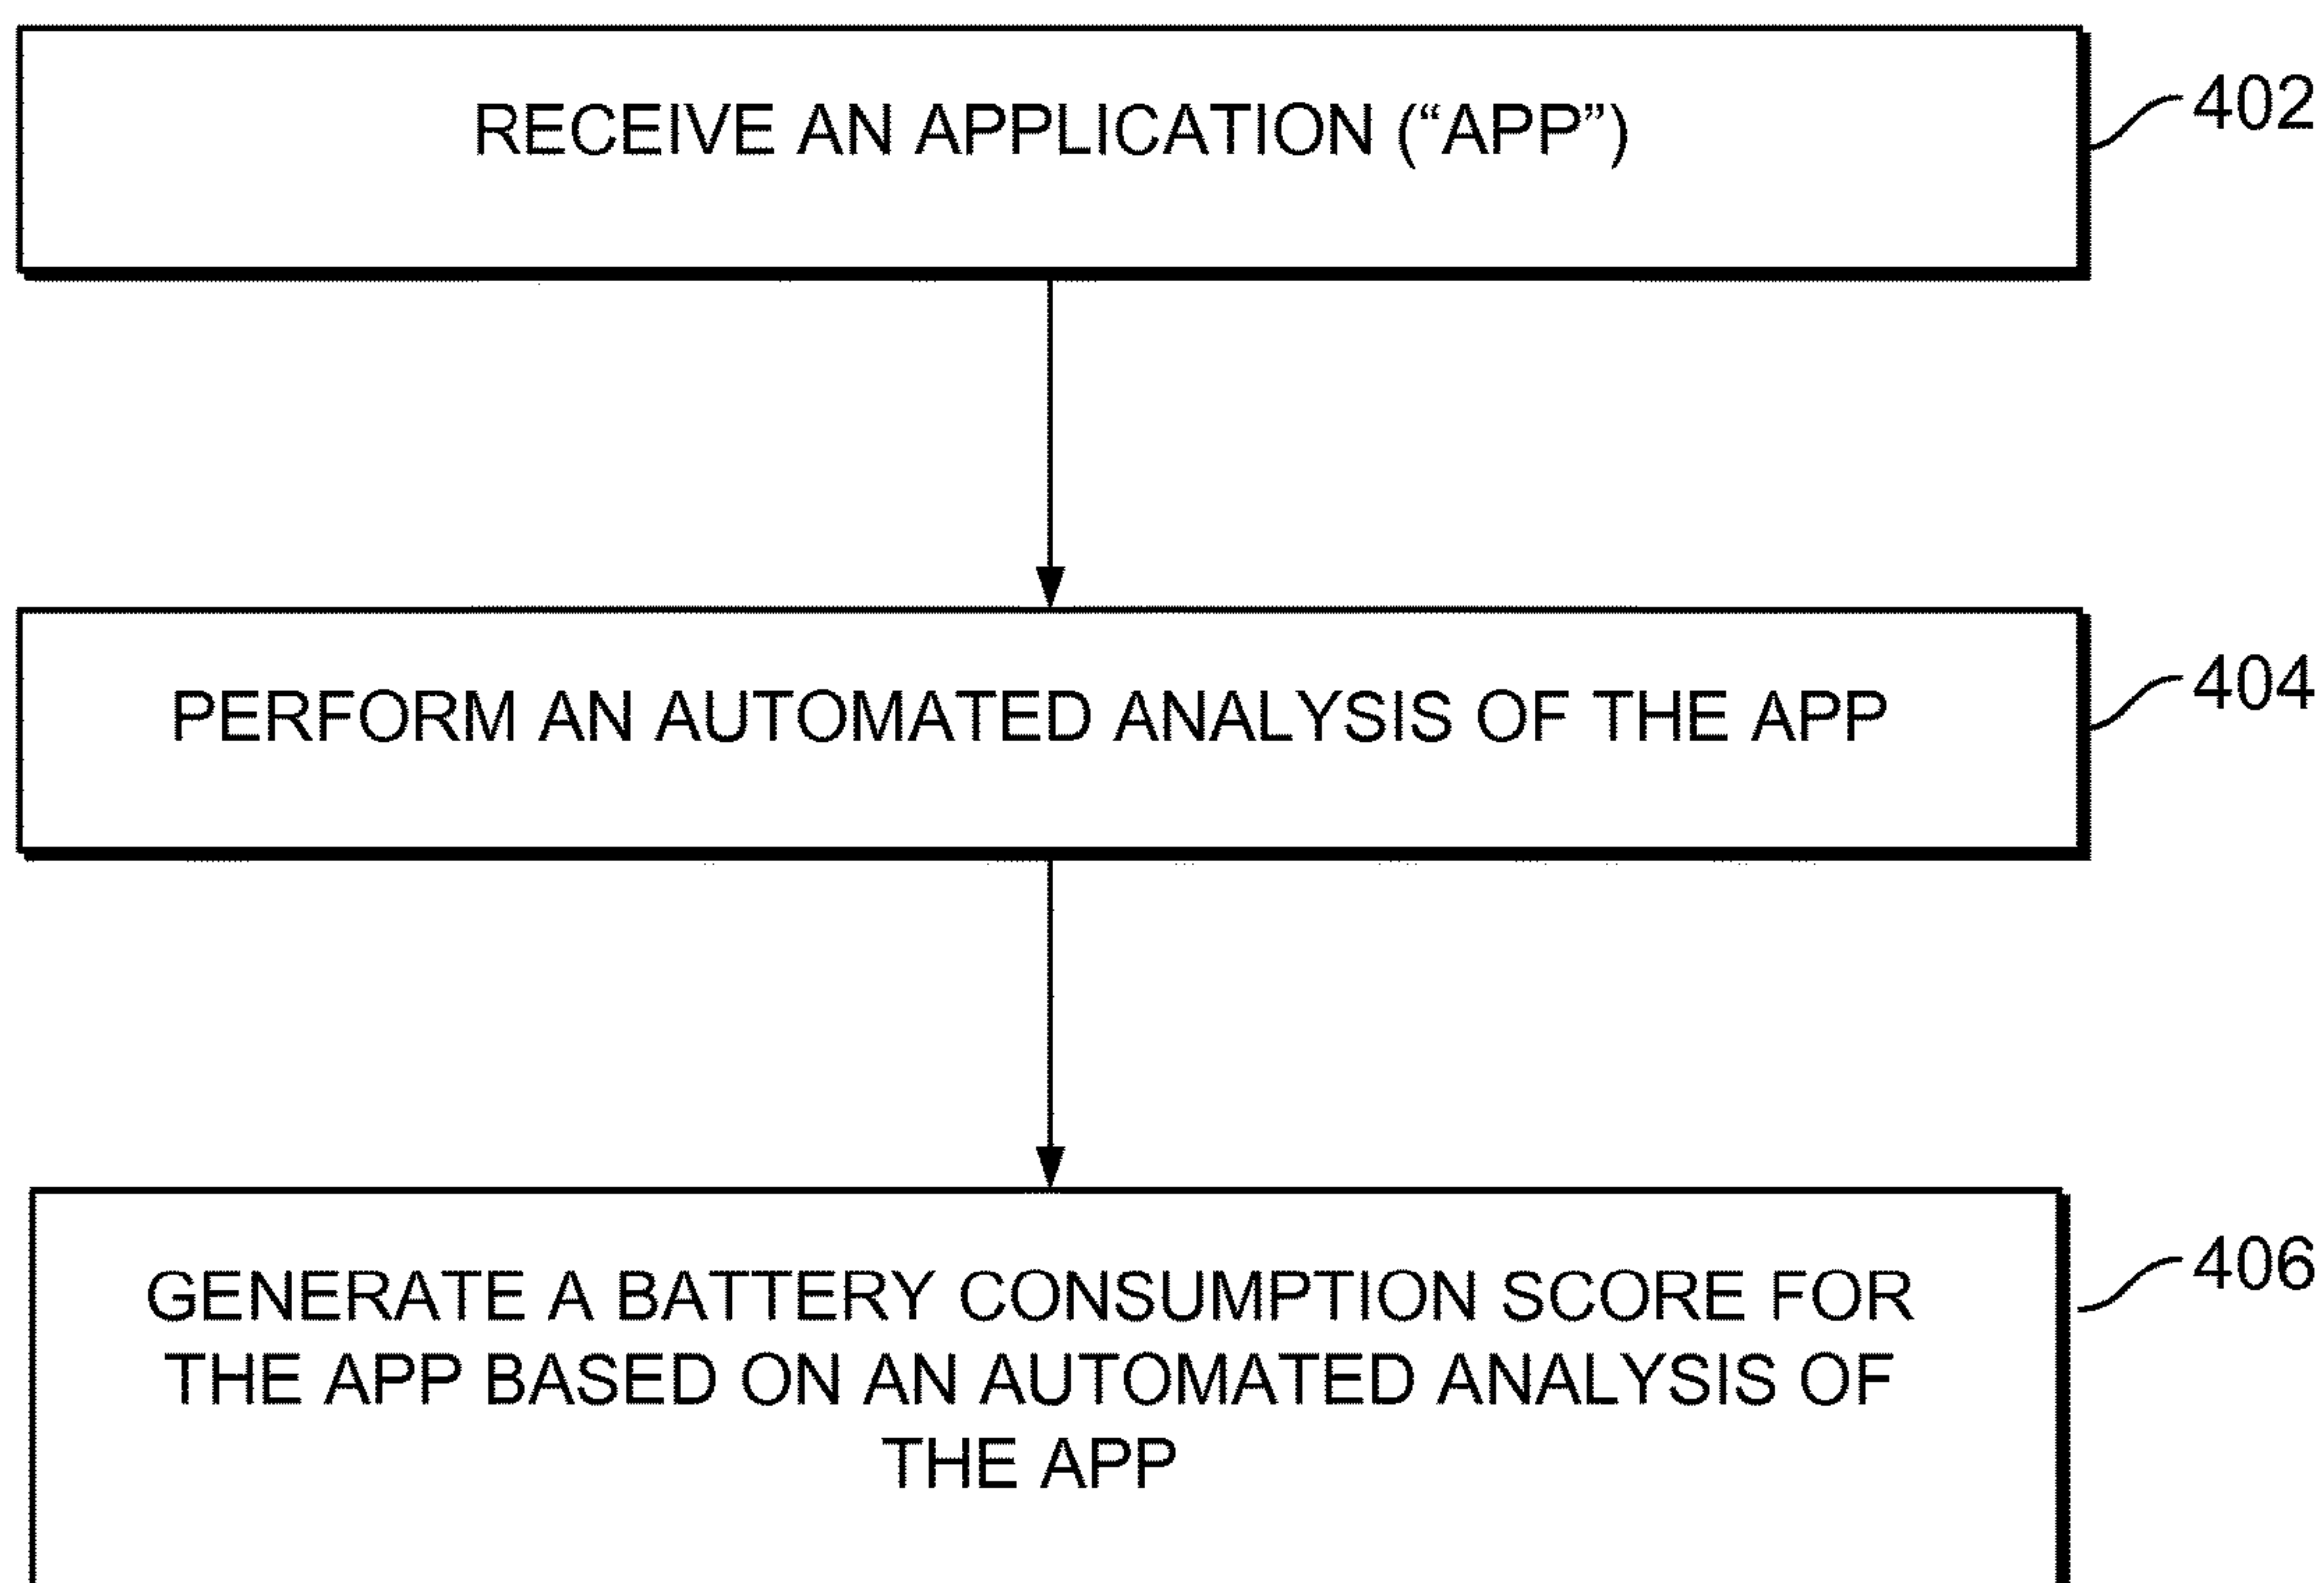 RECEIVE AN APPLICATION (“APP”)
402
PERFORM AN AUTOMATED ANALYSIS OF THE APP
404
GENERATE A BATTERY CONSUMPTION SCORE FOR
THE APP BASED ON AN AUTOMATED ANALYSIS OF
THE APP
406